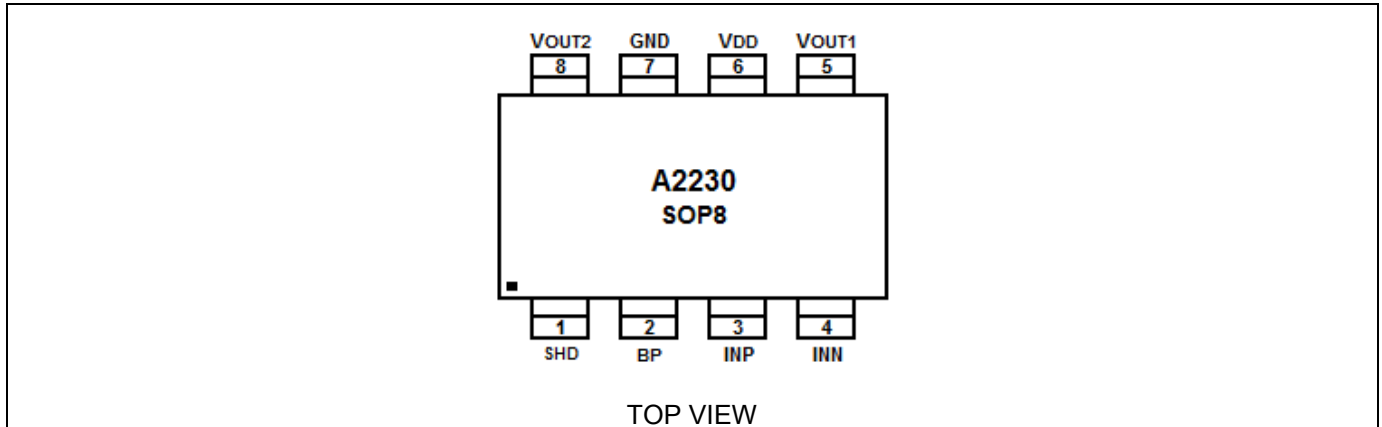 VOUT2 GND VDD VOUT1
8 7 6 5
A2230
SOP8
1 2 3 4
SHD BP INP INN
TOP VIEW